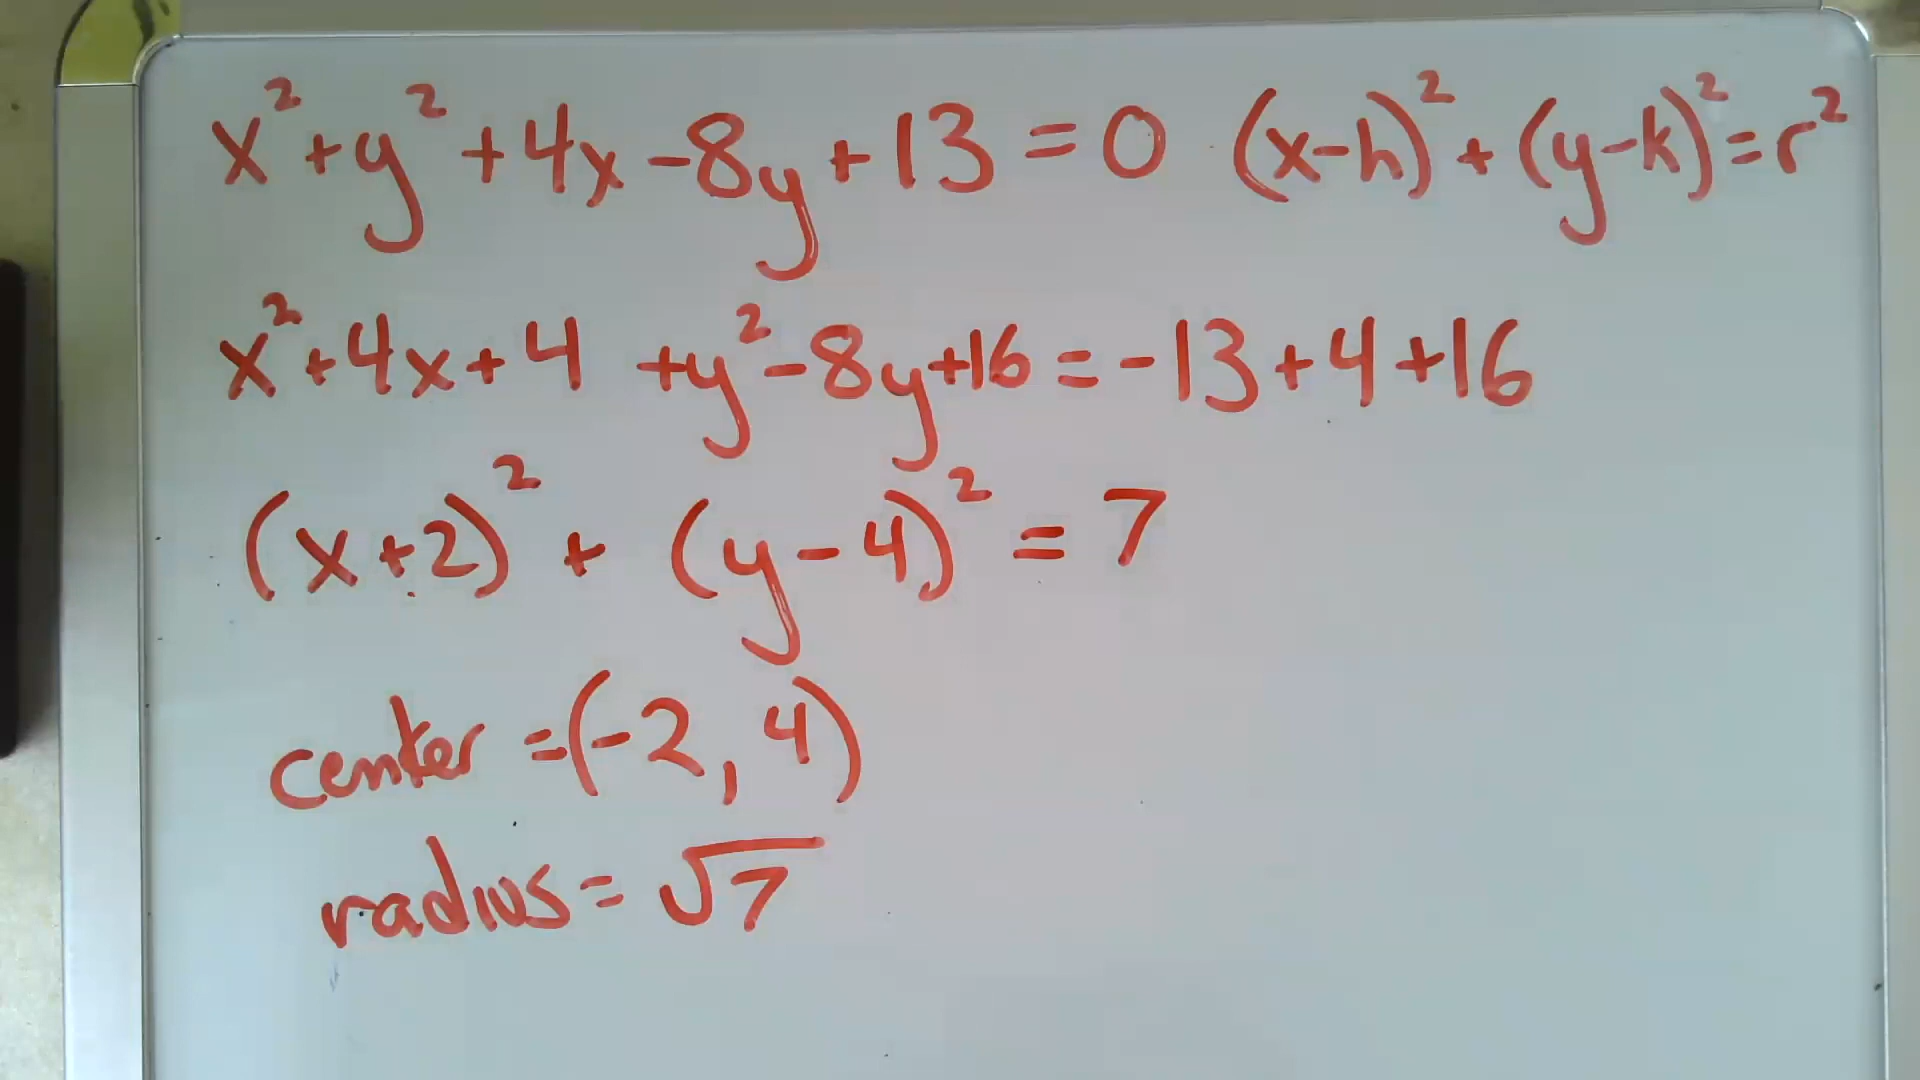 x²+y²+4x-8y+13=0 (x-h)²+(y-k)²=r²
x²+4x+4 +y²-8y+16=-13+4+16
(x+2)² + (y-4)² = 7
center =(-2, 4)
radius= √7